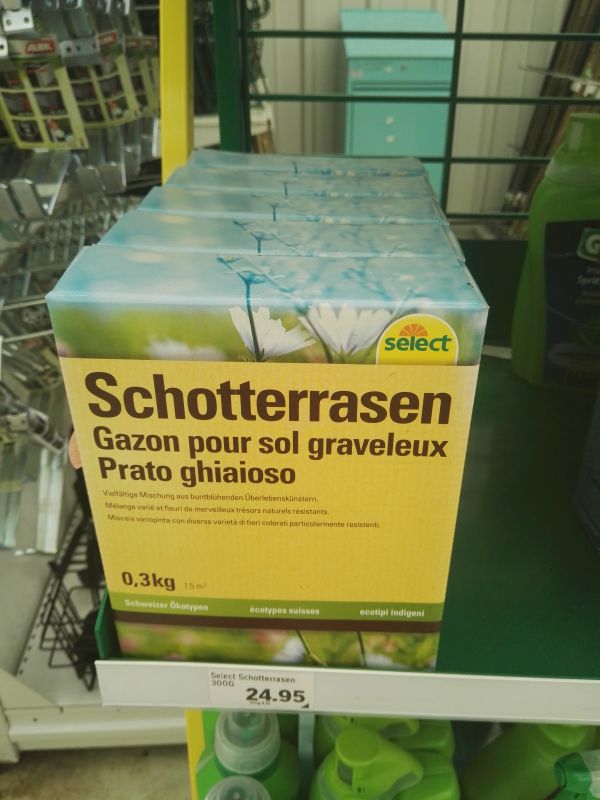 select
Schotterrasen
Gazon pour sol graveleux
Prato ghiaioso
Vielfältige Mischung aus buntblühenden Überlebenskünstern.
Mélange varié et fleuri de merveilleux trésors naturels résistants.
Miscela variopinta con diverse varietà di fiori colorati particolarmente resistenti.
0,3kg 15 m²
Schweizer Ökotypen écotypes suisses ecotipi indigeni
Select Schotterrasen
300G
24.95